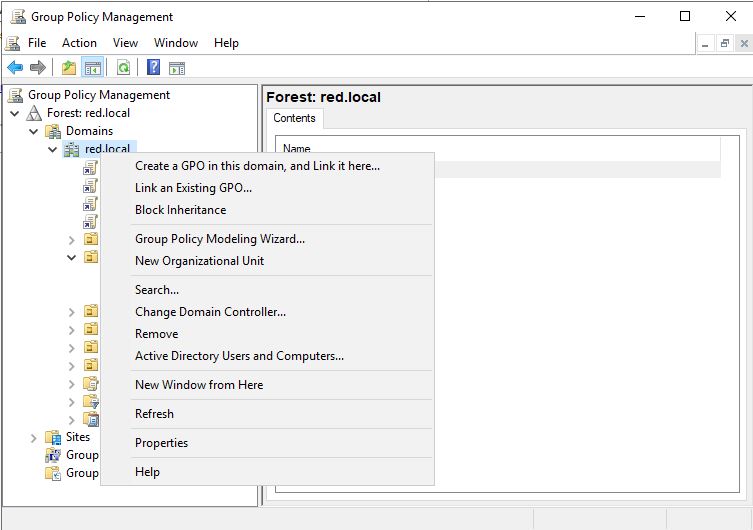 Group Policy Management
File Action View Window Help
Group Policy Management
Forest: red.local
Domains
red.local
Sites
Group
Group
Forest: red.local
Contents
Name
Create a GPO in this domain, and Link it here...
Link an Existing GPO...
Block Inheritance
Group Policy Modeling Wizard...
New Organizational Unit
Search...
Change Domain Controller...
Remove
Active Directory Users and Computers...
New Window from Here
Refresh
Properties
Help